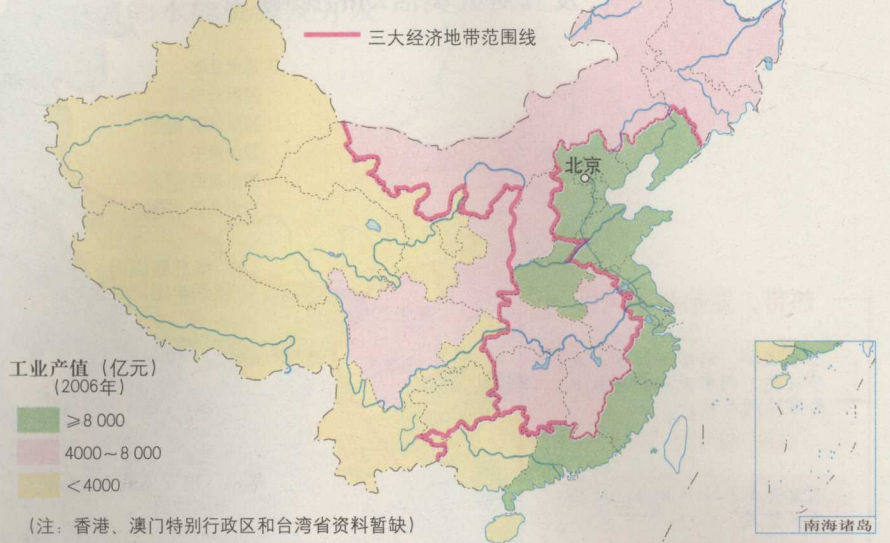 三大经济地带范围线
北京
工业产值（亿元）
（2006年）
≥8 000
4000～8 000
<4000
（注：香港、澳门特别行政区和台湾省资料暂缺）
南海诸岛